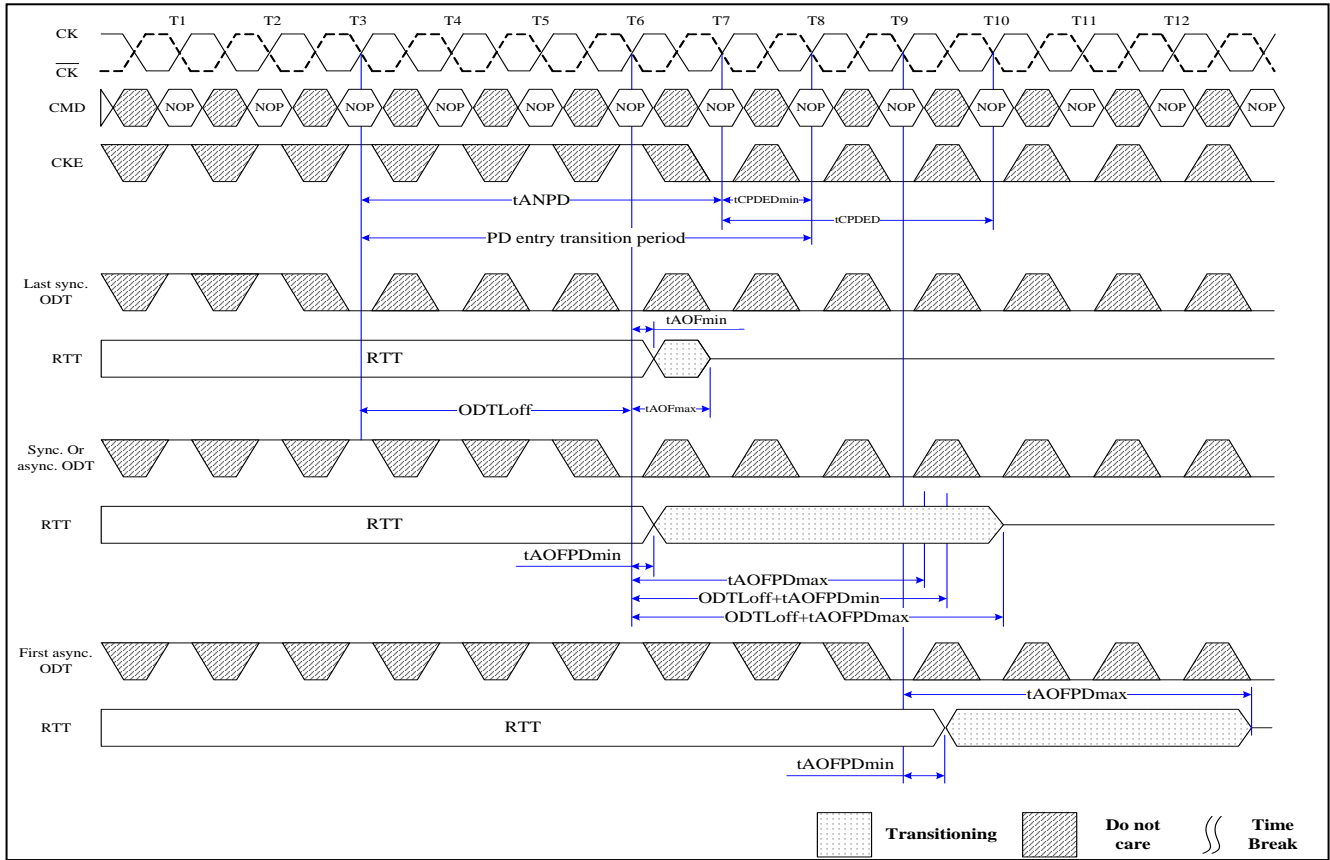 T1 T2 T3 T4 T5 T6 T7 T8 T9 T10 T11 T12
CK
CK
CMD NOP NOP NOP NOP NOP NOP NOP NOP NOP NOP NOP NOP
CKE
tANPD tCPDEDmin
tCPDED
PD entry transition period
Last sync.
ODT
tAOFmin
RTT RTT
ODTLoff tAOFmax
Sync. Or
async. ODT
RTT RTT
tAOFPDmin
tAOFPDmax
ODTLoff+tAOFPDmin
ODTLoff+tAOFPDmax
First async.
ODT
tAOFPDmax
RTT RTT
tAOFPDmin
Transitioning
Do not
care
Time
Break